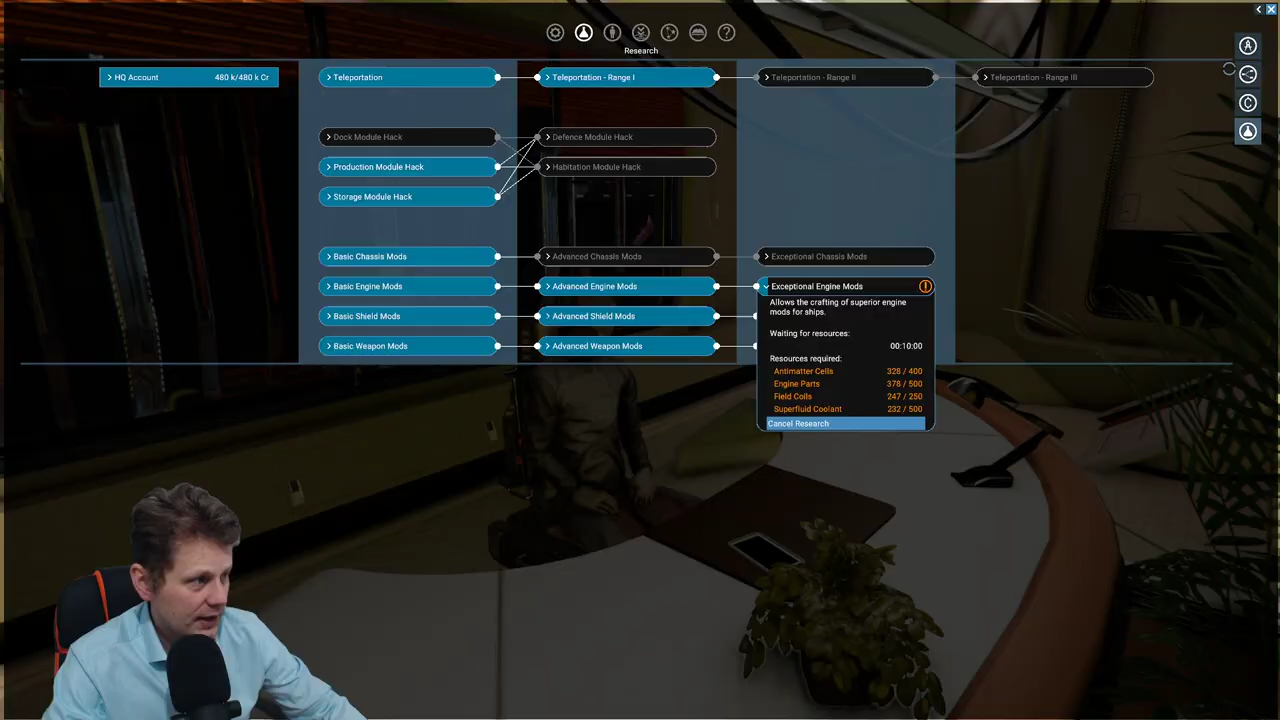 Research
HQ Account 480 k/480 k Cr
Teleportation
Teleportation - Range I
Teleportation - Range II
Teleportation - Range III
Dock Module Hack
Defence Module Hack
Production Module Hack
Habitation Module Hack
Storage Module Hack
Basic Chassis Mods
Advanced Chassis Mods
Exceptional Chassis Mods
Basic Engine Mods
Advanced Engine Mods
Exceptional Engine Mods
Allows the crafting of superior engine
mods for ships.
Basic Shield Mods
Advanced Shield Mods
Waiting for resources:
00:10:00
Basic Weapon Mods
Advanced Weapon Mods
Resources required:
Antimatter Cells 328 / 400
Engine Parts 378 / 500
Field Coils 247 / 250
Superfluid Coolant 232 / 500
Cancel Research